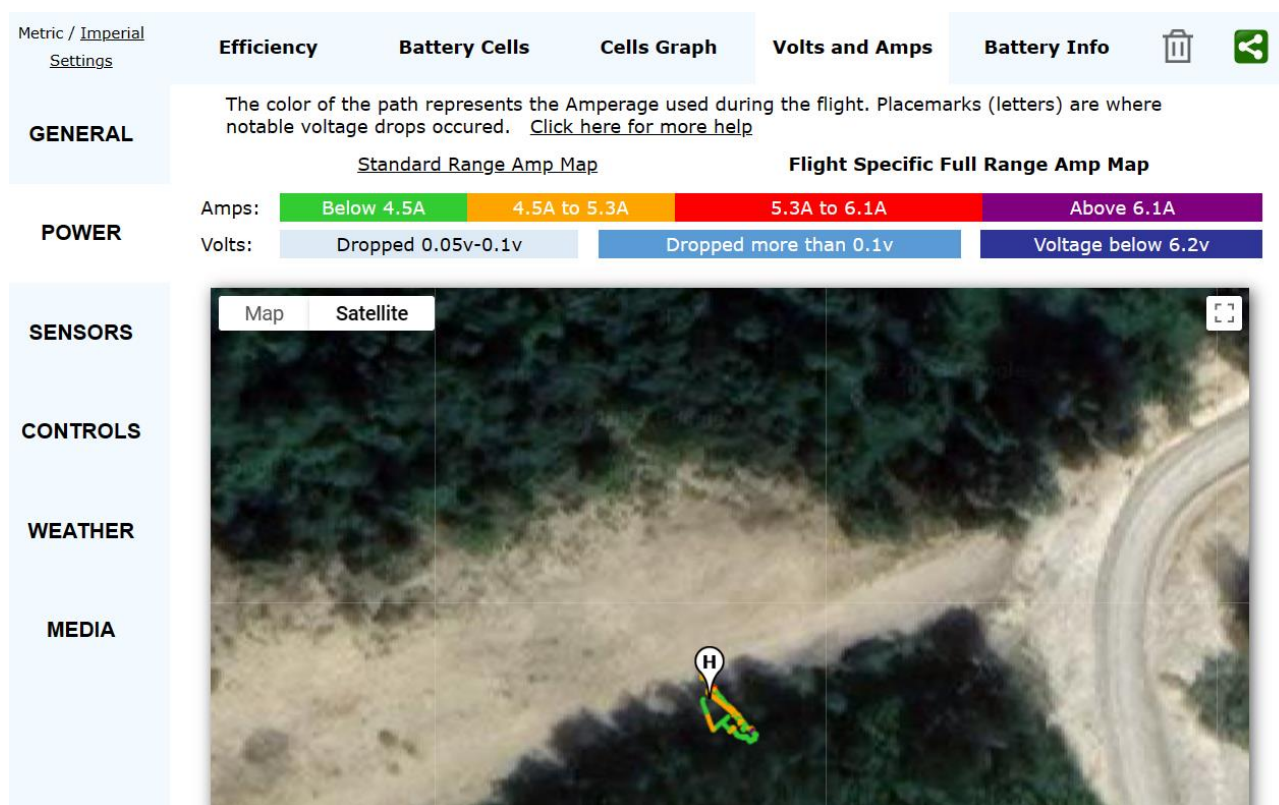 Metric / Imperial
Settings
Efficiency
Battery Cells
Cells Graph
Volts and Amps
Battery Info
GENERAL
POWER
SENSORS
CONTROLS
WEATHER
MEDIA
The color of the path represents the Amperage used during the flight. Placemarks (letters) are where
notable voltage drops occured. Click here for more help
Standard Range Amp Map
Flight Specific Full Range Amp Map
Amps: Below 4.5A 4.5A to 5.3A 5.3A to 6.1A Above 6.1A
Volts: Dropped 0.05v-0.1v Dropped more than 0.1v Voltage below 6.2v
Map Satellite
H